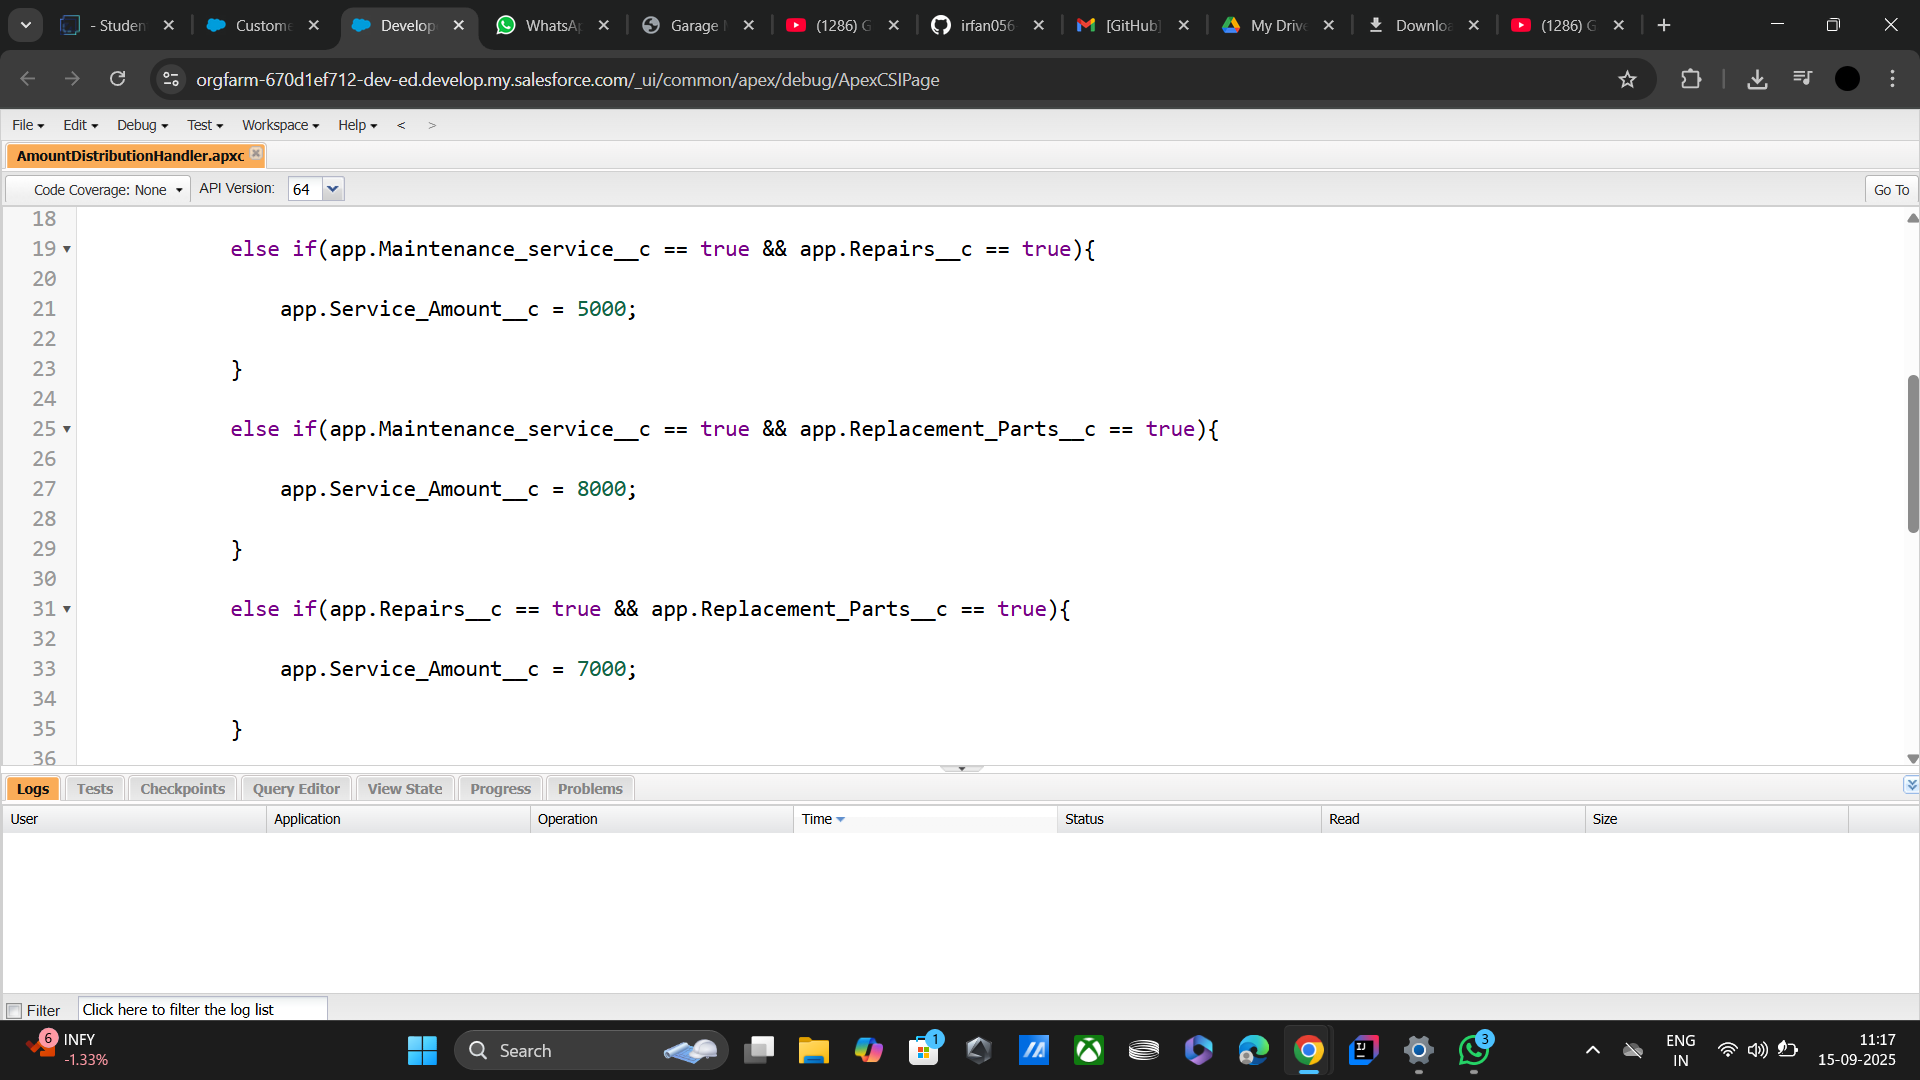 - Studen
Custome
Develop
WhatsAp
Garage
(1286) G
irfan056
[GitHub]
My Driv
Downloa
(1286) G
orgfarm-670d1ef712-dev-ed.develop.my.salesforce.com/_ui/common/apex/debug/ApexCSIPage
File Edit Debug Test Workspace Help < >
AmountDistributionHandler.apxc
Code Coverage: None API Version: 64 Go To
18
19 else if(app.Maintenance_service__c == true && app.Repairs__c == true){
20
21 app.Service_Amount__c = 5000;
22
23 }
24
25 else if(app.Maintenance_service__c == true && app.Replacement_Parts__c == true){
26
27 app.Service_Amount__c = 8000;
28
29 }
30
31 else if(app.Repairs__c == true && app.Replacement_Parts__c == true){
32
33 app.Service_Amount__c = 7000;
34
35 }
36
Logs Tests Checkpoints Query Editor View State Progress Problems
User Application Operation Time Status Read Size
Filter Click here to filter the log list
6 INFY
-1.33%
Search
1
3
ENG
IN
11:17
15-09-2025